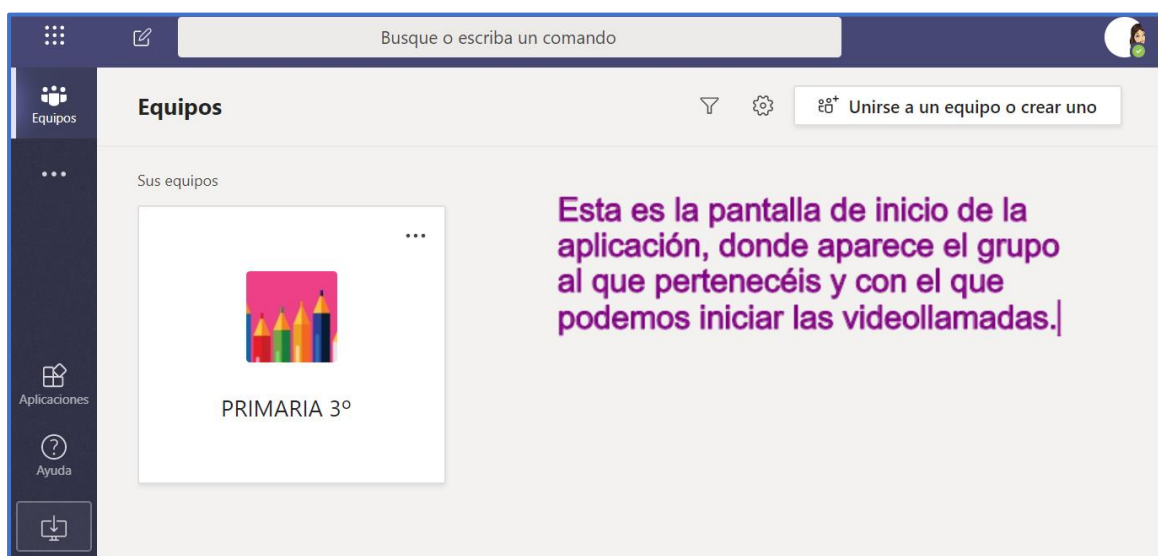 Busque o escriba un comando
Equipos
Equipos
Unirse a un equipo o crear uno
Sus equipos
Esta es la pantalla de inicio de la
aplicación, donde aparece el grupo
al que pertenecéis y con el que
podemos iniciar las videollamadas.
PRIMARIA 3º
Aplicaciones
Ayuda